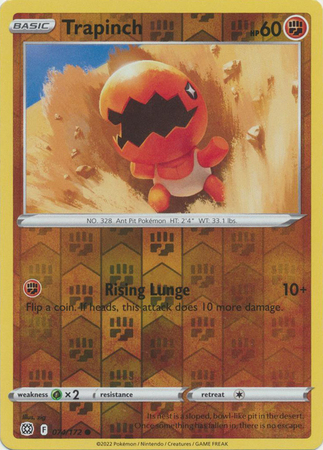 BASIC
Trapinch
HP60
NO. 328 Ant Pit Pokémon HT: 2'4" WT: 33.1 lbs.
Rising Lunge 10+
Flip a coin. If heads, this attack does 10 more damage.
weakness ×2 resistance retreat
Illus.
F /172
Its nest is a sloped, bowl-like pit in the desert.
Once something has fallen in, there is no escape.
©2022 Pokémon / Nintendo / Creatures / GAME FREAK